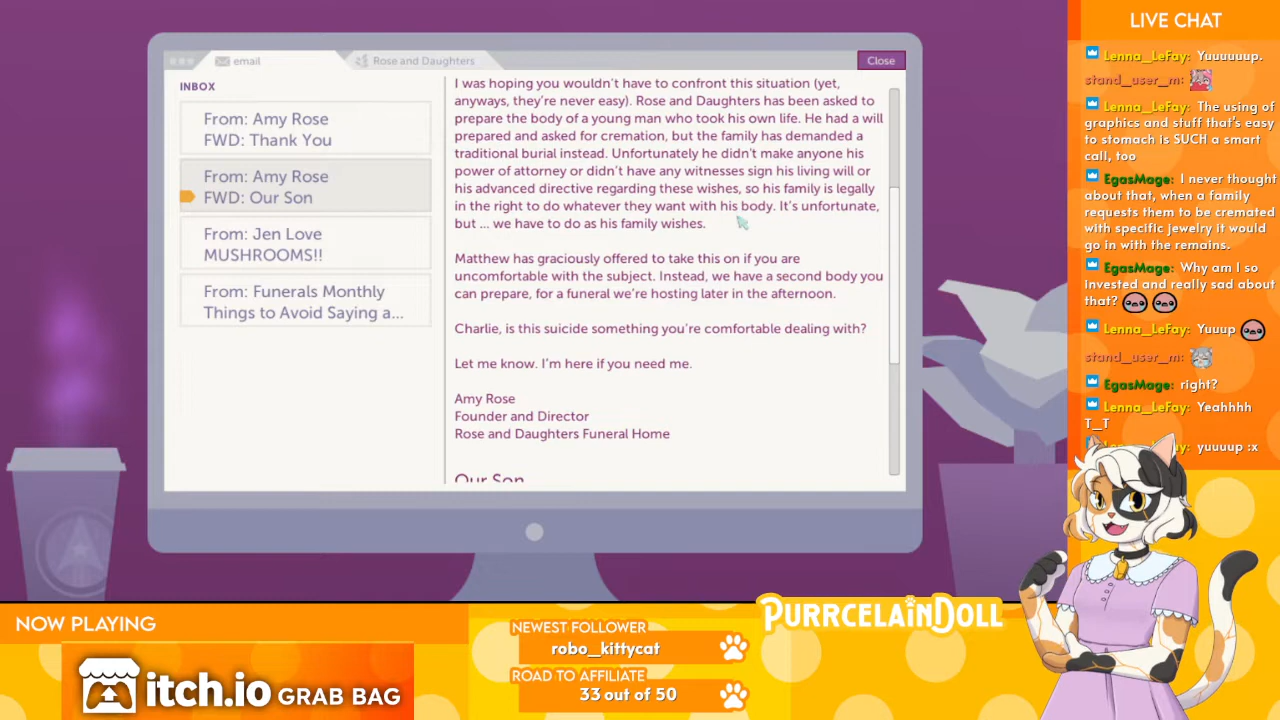 email
Rose and Daughters
Close
INBOX
From: Amy Rose
FWD: Thank You
From: Amy Rose
FWD: Our Son
From: Jen Love
MUSHROOMS!!
From: Funerals Monthly
Things to Avoid Saying a...
I was hoping you wouldn't have to confront this situation (yet,
anyways, they're never easy). Rose and Daughters has been asked to
prepare the body of a young man who took his own life. He had a will
prepared and asked for cremation, but the family has demanded a
traditional burial instead. Unfortunately he didn't make anyone his
power of attorney or didn't have any witnesses sign his living will or
his advanced directive regarding these wishes, so his family is legally
in the right to do whatever they want with his body. It's unfortunate,
but ... we have to do as his family wishes.
Matthew has graciously offered to take this on if you are
uncomfortable with the subject. Instead, we have a second body you
can prepare, for a funeral we're hosting later in the afternoon.
Charlie, is this suicide something you're comfortable dealing with?
Let me know. I'm here if you need me.
Amy Rose
Founder and Director
Rose and Daughters Funeral Home
Our Son
LIVE CHAT
Lenna_LeFay: Yuuuuuup.
stand_user_m:
Lenna_LeFay: The using of
graphics and stuff that's easy
to stomach is SUCH a smart
call, too
EgasMage: I never thought
about that, when a family
requests them to be cremated
with specific jewelry it would
go in with the remains.
EgasMage: Why am I so
invested and really sad about
that?
Lenna_LeFay: Yuuup
stand_user_m:
EgasMage: right?
Lenna_LeFay: Yeahhhh
T_T
ay: yuuuup :x
NOW PLAYING
itch.io GRAB BAG
NEWEST FOLLOWER
robo_kittycat
ROAD TO AFFILIATE
33 out of 50
PURRCELAINDOLL